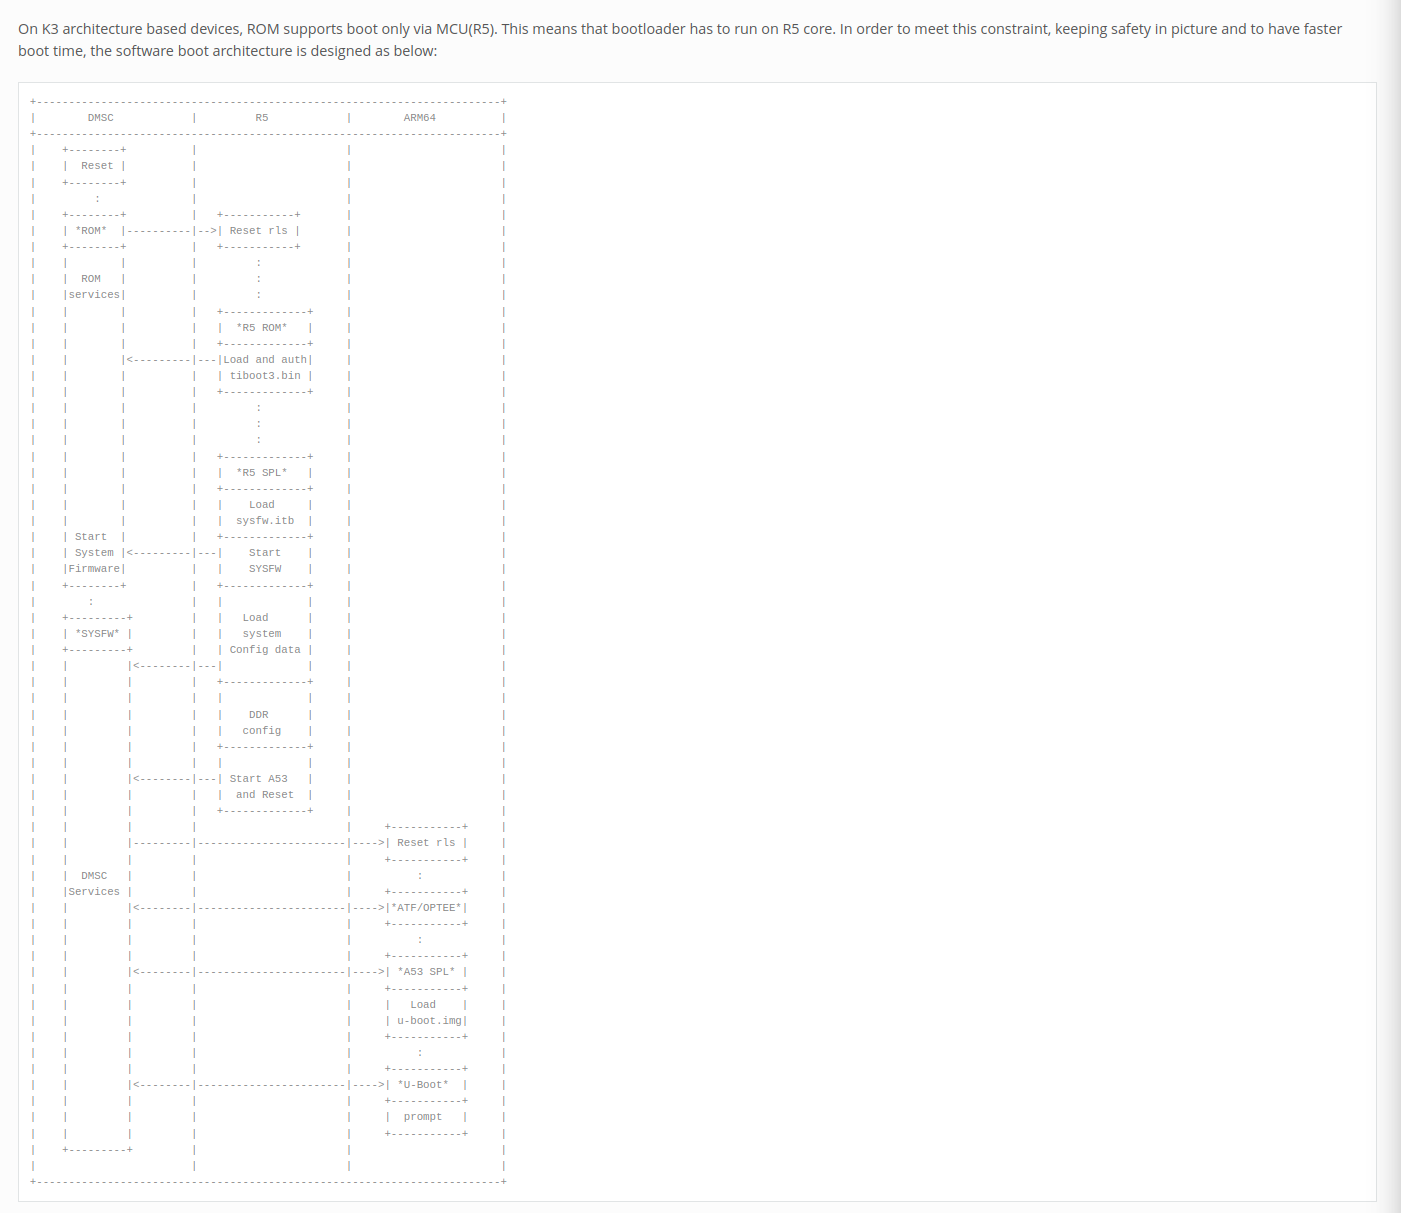 On K3 architecture based devices, ROM supports boot only via MCU(R5). This means that bootloader has to run on R5 core. In order to meet this constraint, keeping safety in picture and to have faster
boot time, the software boot architecture is designed as below:
+------------------------------------------------------------------------+
|        DMSC            |         R5            |        ARM64          |
+------------------------------------------------------------------------+
|    +--------+          |                       |                       |
|    |  Reset |          |                       |                       |
|    +--------+          |                       |                       |
|         :              |                       |                       |
|    +--------+          |   +-----------+       |                       |
|    | *ROM*  |----------|-->| Reset rls |       |                       |
|    +--------+          |   +-----------+       |                       |
|    |        |          |         :             |                       |
|    |  ROM   |          |         :             |                       |
|    |services|          |         :             |                       |
|    |        |          |   +-------------+     |                       |
|    |        |          |   |  *R5 ROM*   |     |                       |
|    |        |          |   +-------------+     |                       |
|    |        |<---------|---|Load and auth|     |                       |
|    |        |          |   | tiboot3.bin |     |                       |
|    |        |          |   +-------------+     |                       |
|    |        |          |         :             |                       |
|    |        |          |         :             |                       |
|    |        |          |         :             |                       |
|    |        |          |   +-------------+     |                       |
|    |        |          |   |  *R5 SPL*   |     |                       |
|    |        |          |   +-------------+     |                       |
|    |        |          |   |    Load     |     |                       |
|    |        |          |   |  sysfw.itb  |     |                       |
|    | Start  |          |   +-------------+     |                       |
|    | System |<---------|---|    Start    |     |                       |
|    |Firmware|          |   |    SYSFW    |     |                       |
|    +--------+          |   +-------------+     |                       |
|        :               |   |             |     |                       |
|    +---------+         |   |   Load      |     |                       |
|    | *SYSFW* |         |   |   system    |     |                       |
|    +---------+         |   | Config data |     |                       |
|    |         |<--------|---|             |     |                       |
|    |         |         |   +-------------+     |                       |
|    |         |         |   |             |     |                       |
|    |         |         |   |    DDR      |     |                       |
|    |         |         |   |   config    |     |                       |
|    |         |         |   +-------------+     |                       |
|    |         |         |   |             |     |                       |
|    |         |<--------|---| Start A53   |     |                       |
|    |         |         |   |  and Reset  |     |                       |
|    |         |         |   +-------------+     |                       |
|    |         |         |                       |     +-----------+     |
|    |         |---------|-----------------------|---->| Reset rls |     |
|    |         |         |                       |     +-----------+     |
|    |  DMSC   |         |                       |          :            |
|    |Services |         |                       |     +-----------+     |
|    |         |<--------|-----------------------|---->|*ATF/OPTEE*|     |
|    |         |         |                       |     +-----------+     |
|    |         |         |                       |          :            |
|    |         |         |                       |     +-----------+     |
|    |         |<--------|-----------------------|---->| *A53 SPL* |     |
|    |         |         |                       |     +-----------+     |
|    |         |         |                       |     |   Load    |     |
|    |         |         |                       |     | u-boot.img|     |
|    |         |         |                       |     +-----------+     |
|    |         |         |                       |          :            |
|    |         |         |                       |     +-----------+     |
|    |         |<--------|-----------------------|---->| *U-Boot*  |     |
|    |         |         |                       |     +-----------+     |
|    |         |         |                       |     |  prompt   |     |
|    |         |         |                       |     +-----------+     |
|    +---------+         |                       |                       |
|                        |                       |                       |
+------------------------------------------------------------------------+